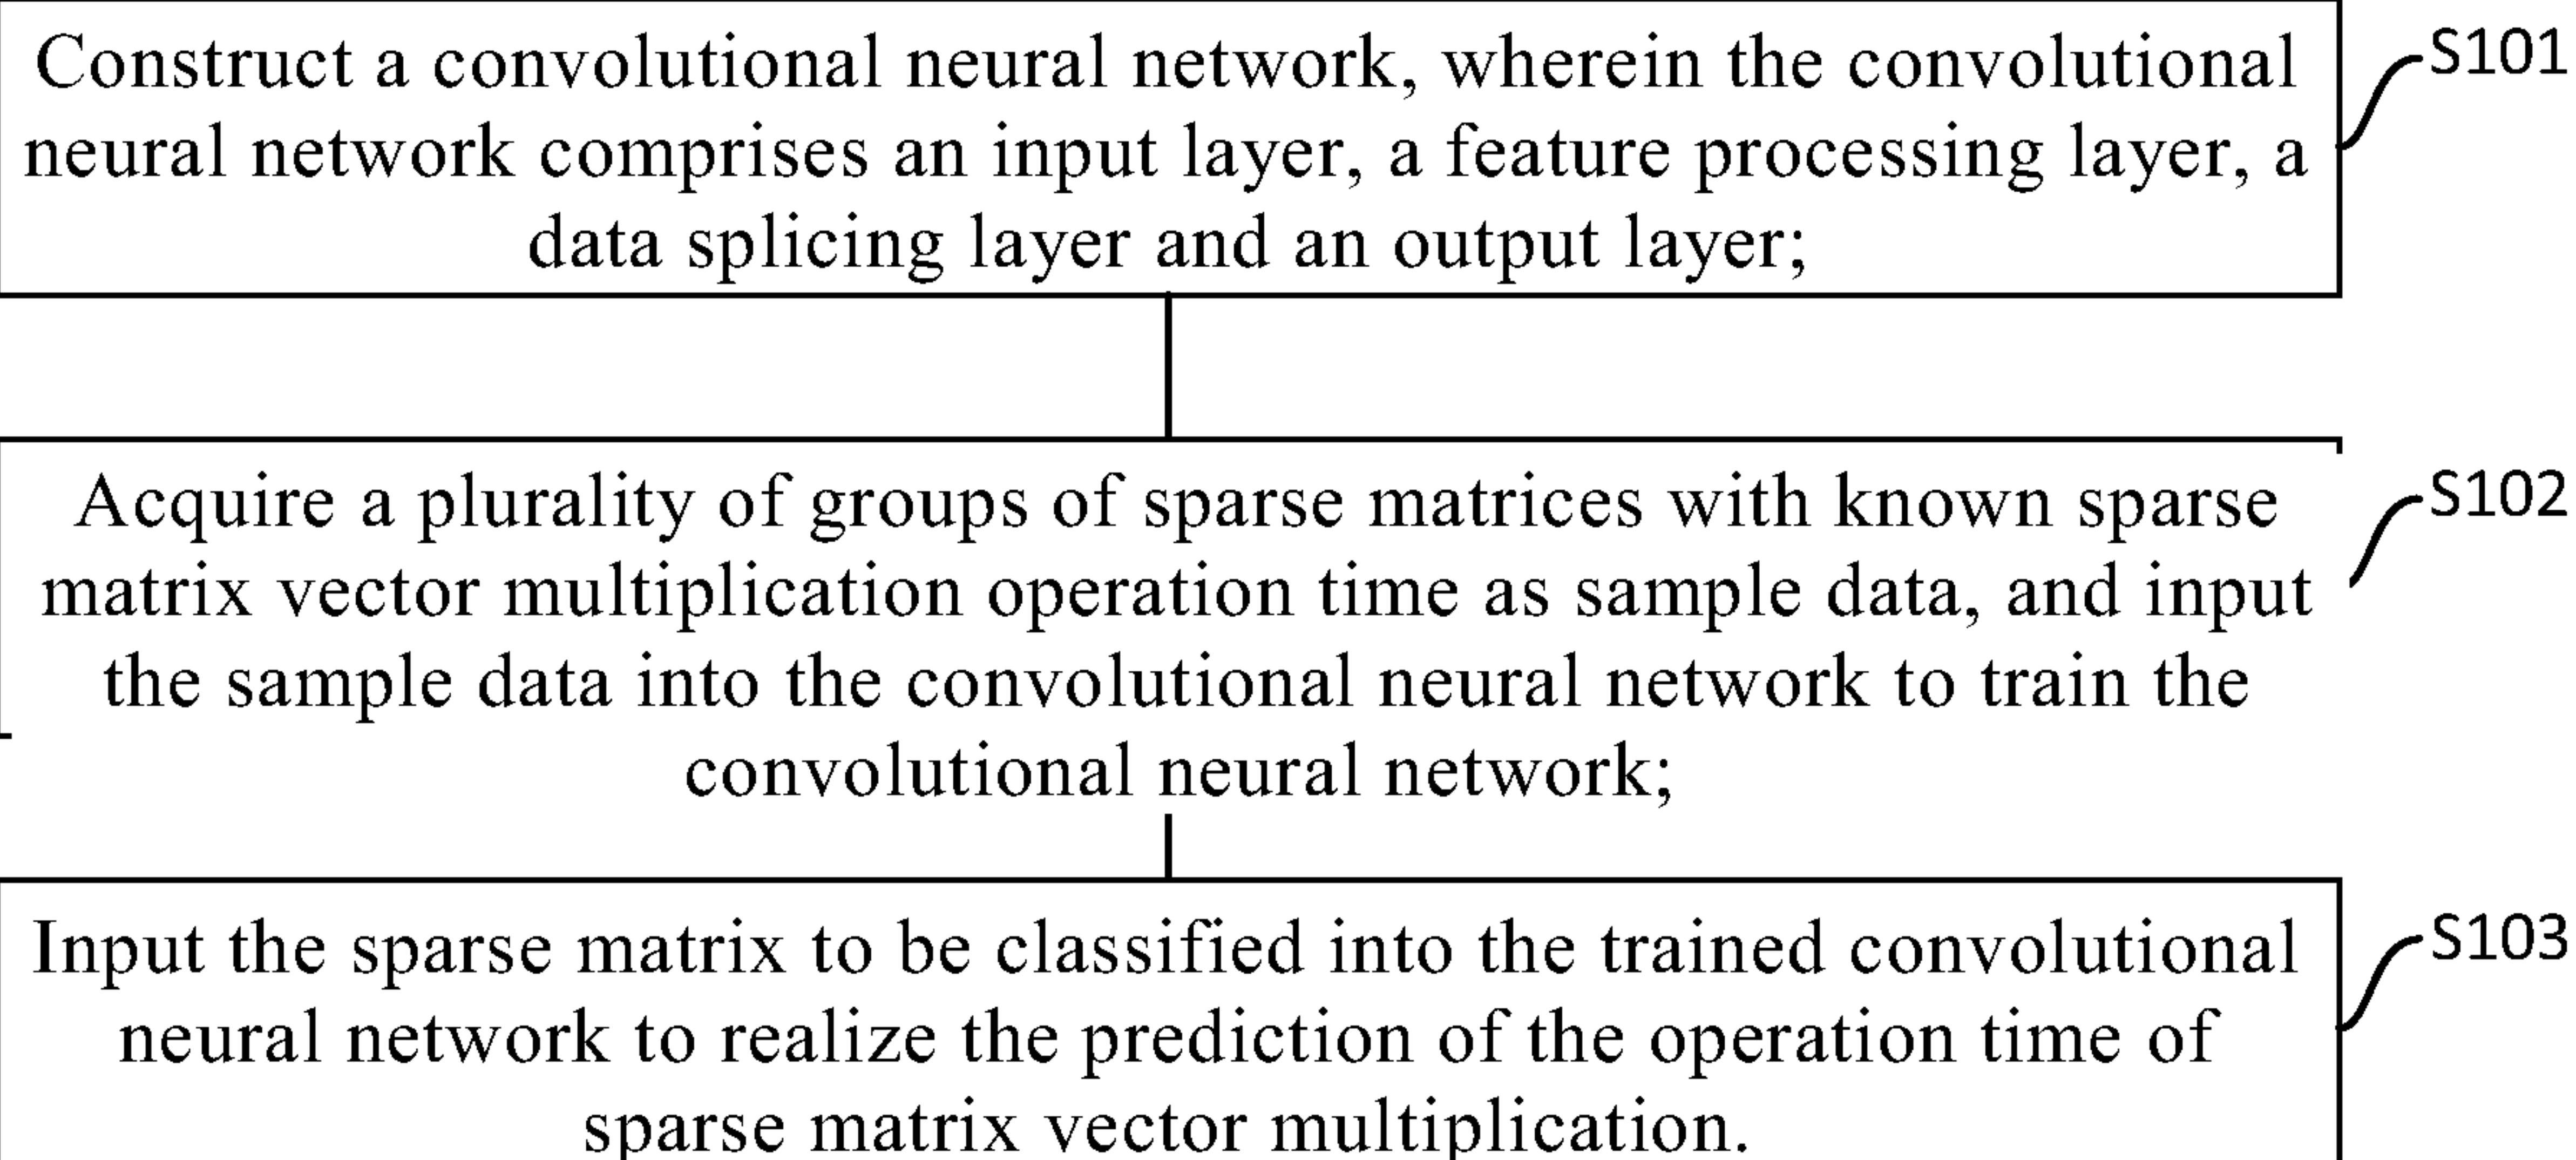 Construct a convolutional neural network, wherein the convolutional
neural network comprises an input layer, a feature processing layer, a
data splicing layer and an output layer;
S101
Acquire a plurality of groups of sparse matrices with known sparse
matrix vector multiplication operation time as sample data, and input
the sample data into the convolutional neural network to train the
convolutional neural network;
S102
Input the sparse matrix to be classified into the trained convolutional
neural network to realize the prediction of the operation time of
sparse matrix vector multiplication.
S103